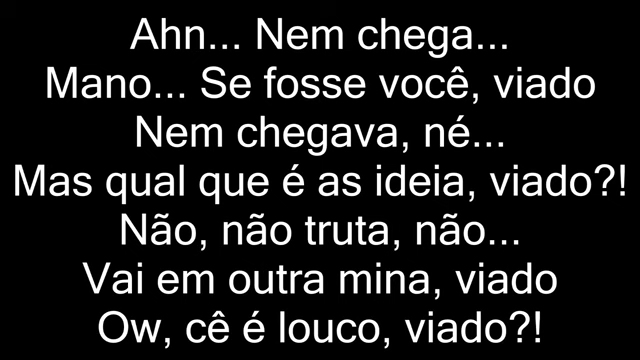 Ahn... Nem chega...
Mano... Se fosse você, viado
Nem chegava, né...
Mas qual que é as ideia, viado?!
Não, não truta, não...
Vai em outra mina, viado
Ow, cê é louco, viado?!